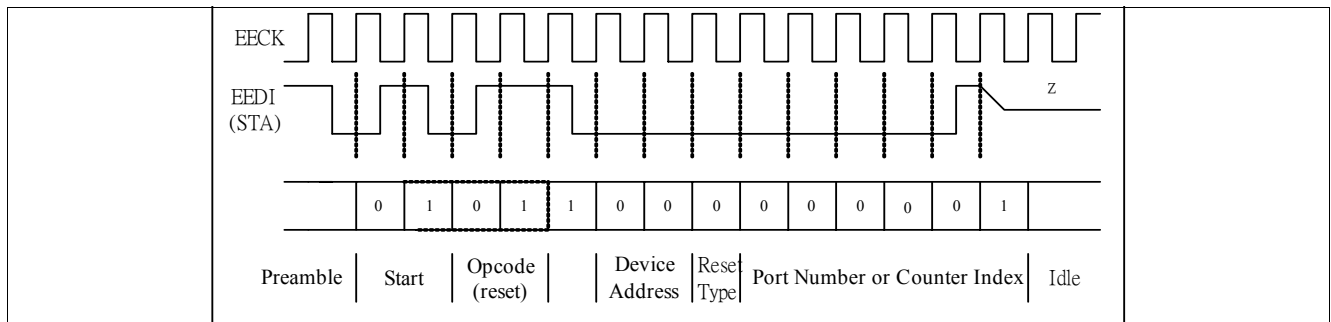 EECK
EEDI
(STA)
Z
0 1 0 1 1 0 0 0 0 0 0 0 0 1
Preamble
Start
Opcode
(reset)
Device
Address
Reset
Type
Port Number or Counter Index
Idle